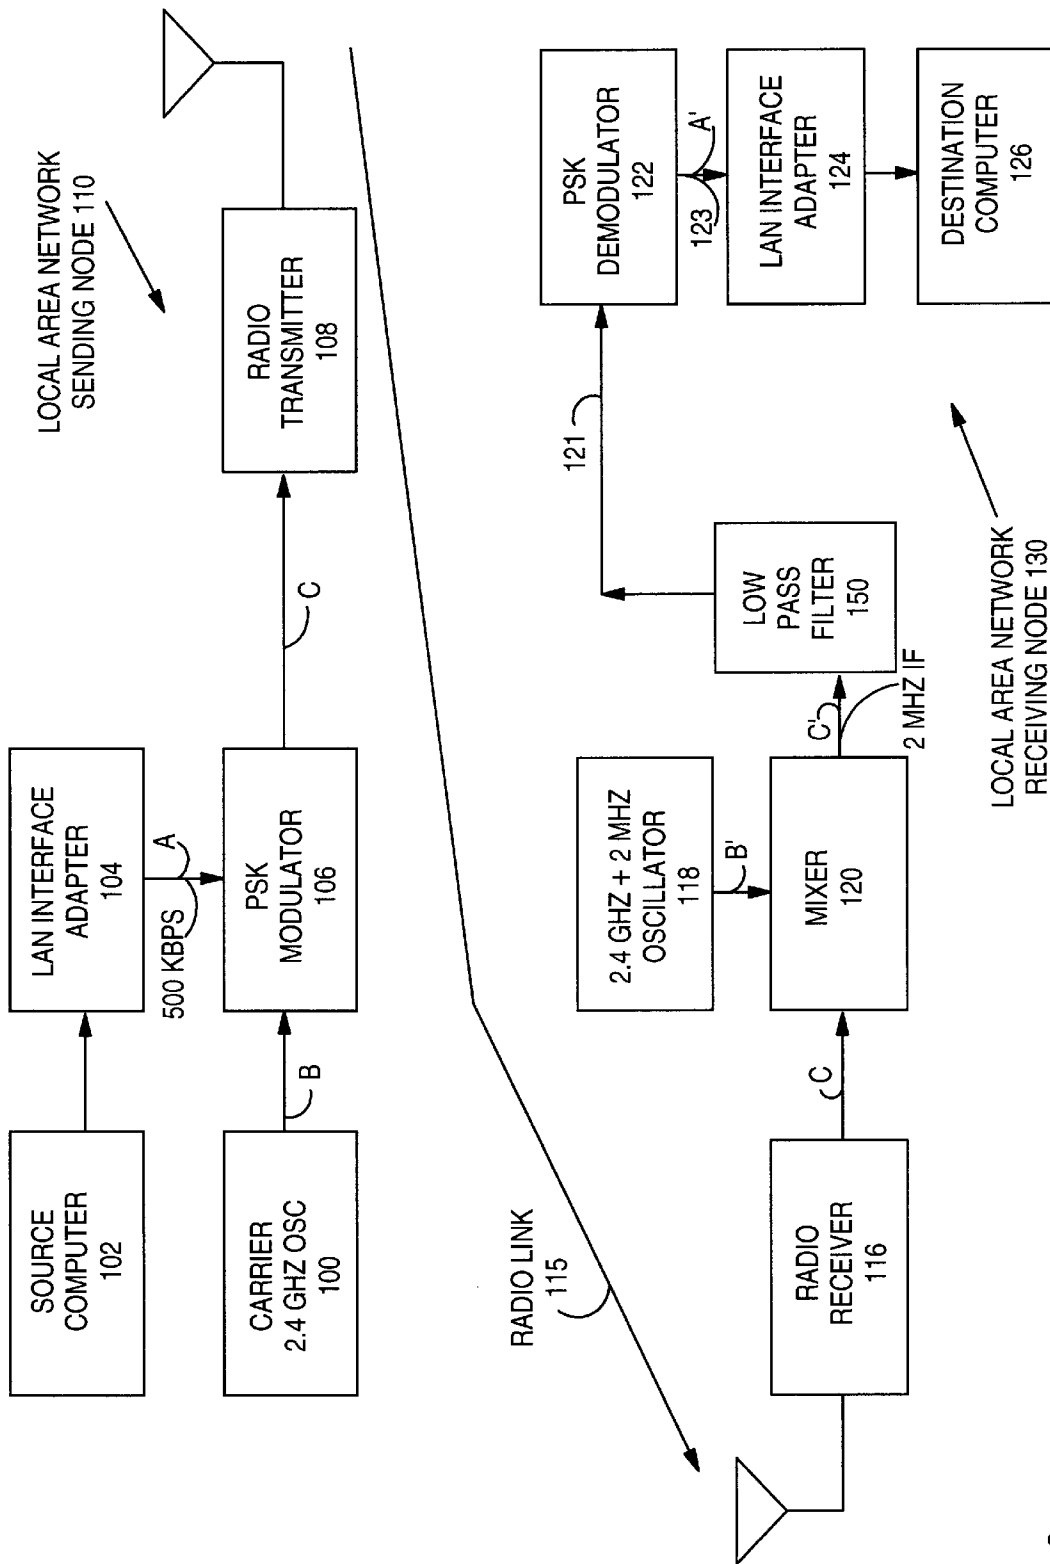 LOCAL AREA NETWORK
SENDING NODE 110
SOURCE
COMPUTER
102
LAN INTERFACE
ADAPTER
104
500 KBPS
A
CARRIER
2.4 GHZ OSC
100
B
PSK
MODULATOR
106
C
RADIO
TRANSMITTER
108
RADIO LINK
115
RADIO
RECEIVER
116
C
2.4 GHZ + 2 MHZ
OSCILLATOR
118
B'
MIXER
120
C'
2 MHZ IF
LOW
PASS
FILTER
150
121
PSK
DEMODULATOR
122
123
A'
LAN INTERFACE
ADAPTER
124
DESTINATION
COMPUTER
126
LOCAL AREA NETWORK
RECEIVING NODE 130